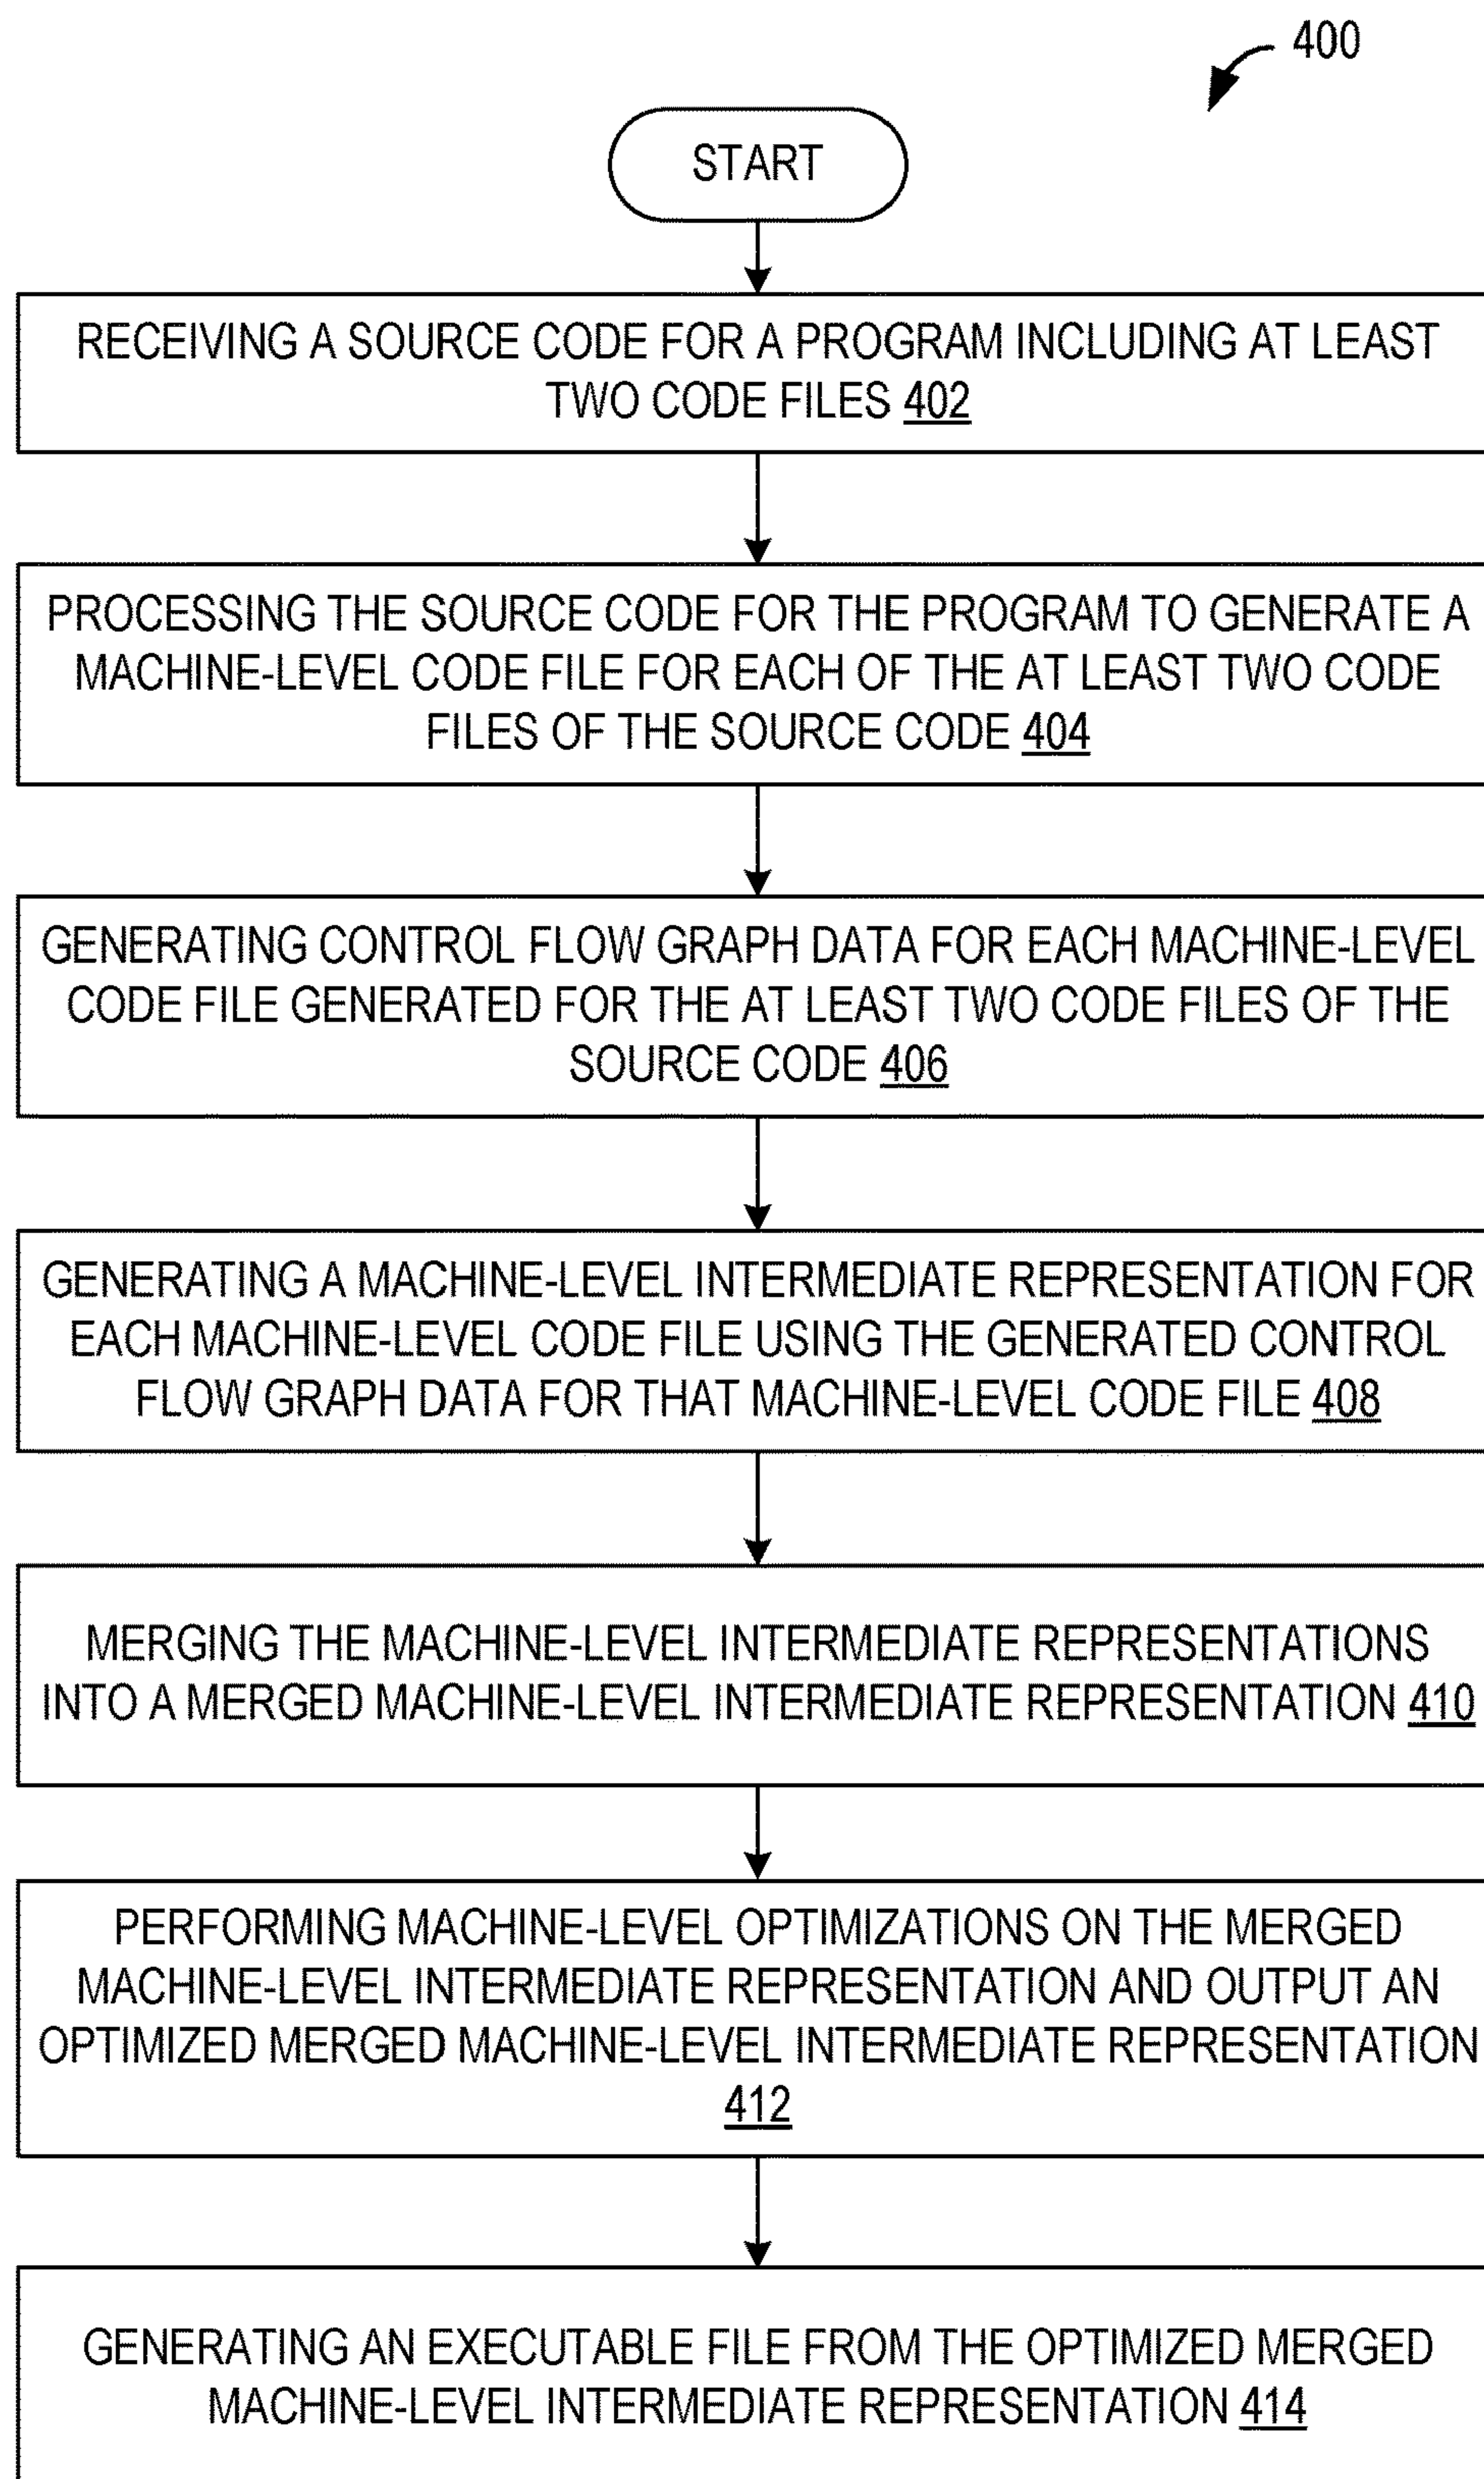 400
START
RECEIVING A SOURCE CODE FOR A PROGRAM INCLUDING AT LEAST
TWO CODE FILES 402
PROCESSING THE SOURCE CODE FOR THE PROGRAM TO GENERATE A
MACHINE-LEVEL CODE FILE FOR EACH OF THE AT LEAST TWO CODE
FILES OF THE SOURCE CODE 404
GENERATING CONTROL FLOW GRAPH DATA FOR EACH MACHINE-LEVEL
CODE FILE GENERATED FOR THE AT LEAST TWO CODE FILES OF THE
SOURCE CODE 406
GENERATING A MACHINE-LEVEL INTERMEDIATE REPRESENTATION FOR
EACH MACHINE-LEVEL CODE FILE USING THE GENERATED CONTROL
FLOW GRAPH DATA FOR THAT MACHINE-LEVEL CODE FILE 408
MERGING THE MACHINE-LEVEL INTERMEDIATE REPRESENTATIONS
INTO A MERGED MACHINE-LEVEL INTERMEDIATE REPRESENTATION 410
PERFORMING MACHINE-LEVEL OPTIMIZATIONS ON THE MERGED
MACHINE-LEVEL INTERMEDIATE REPRESENTATION AND OUTPUT AN
OPTIMIZED MERGED MACHINE-LEVEL INTERMEDIATE REPRESENTATION
412
GENERATING AN EXECUTABLE FILE FROM THE OPTIMIZED MERGED
MACHINE-LEVEL INTERMEDIATE REPRESENTATION 414